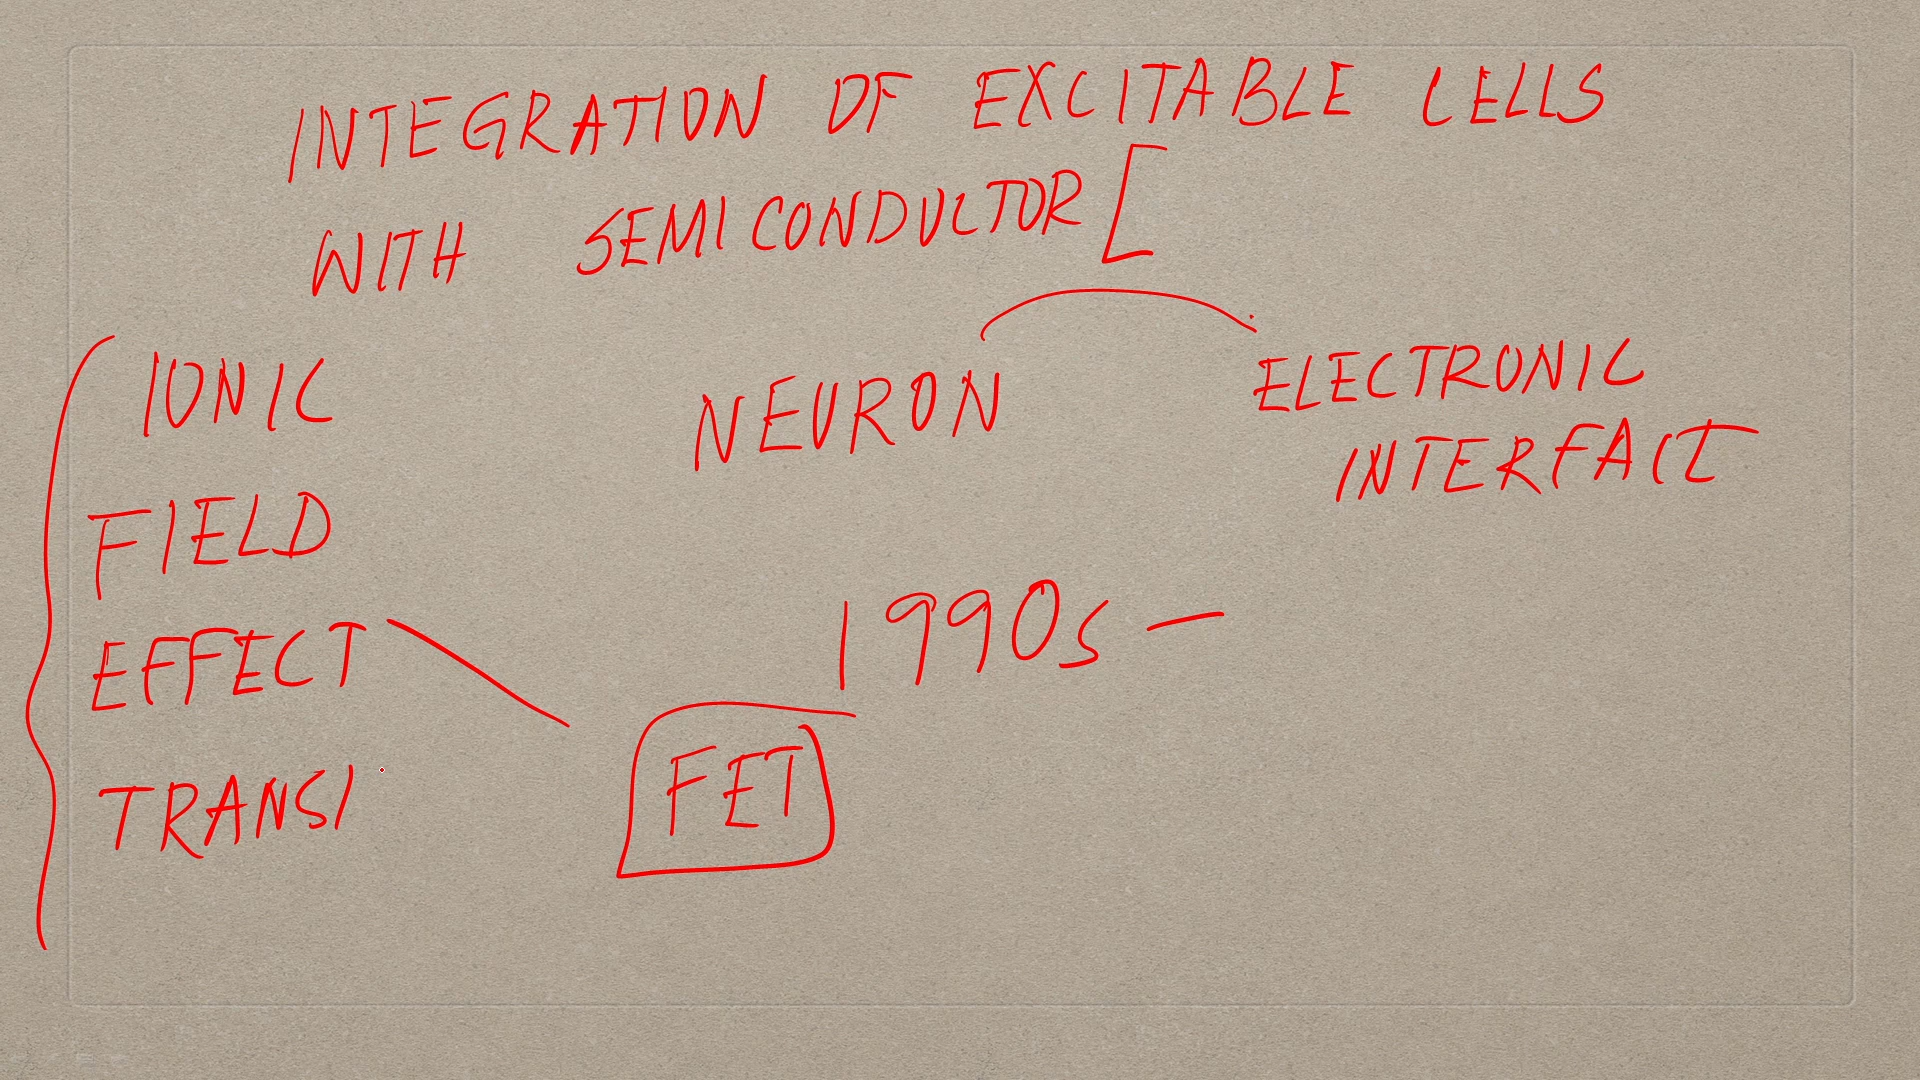 INTEGRATION OF EXCITABLE CELLS
WITH SEMICONDUCTOR [
IONIC
FIELD
EFFECT
TRANSI
NEURON
ELECTRONIC
INTERFACE
1990s —
FET